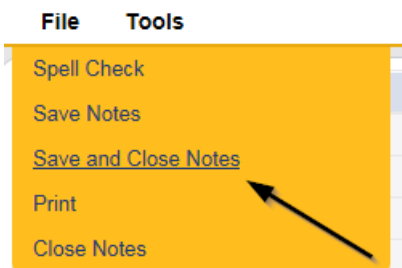 File Tools
Spell Check
Save Notes
Save and Close Notes
Print
Close Notes